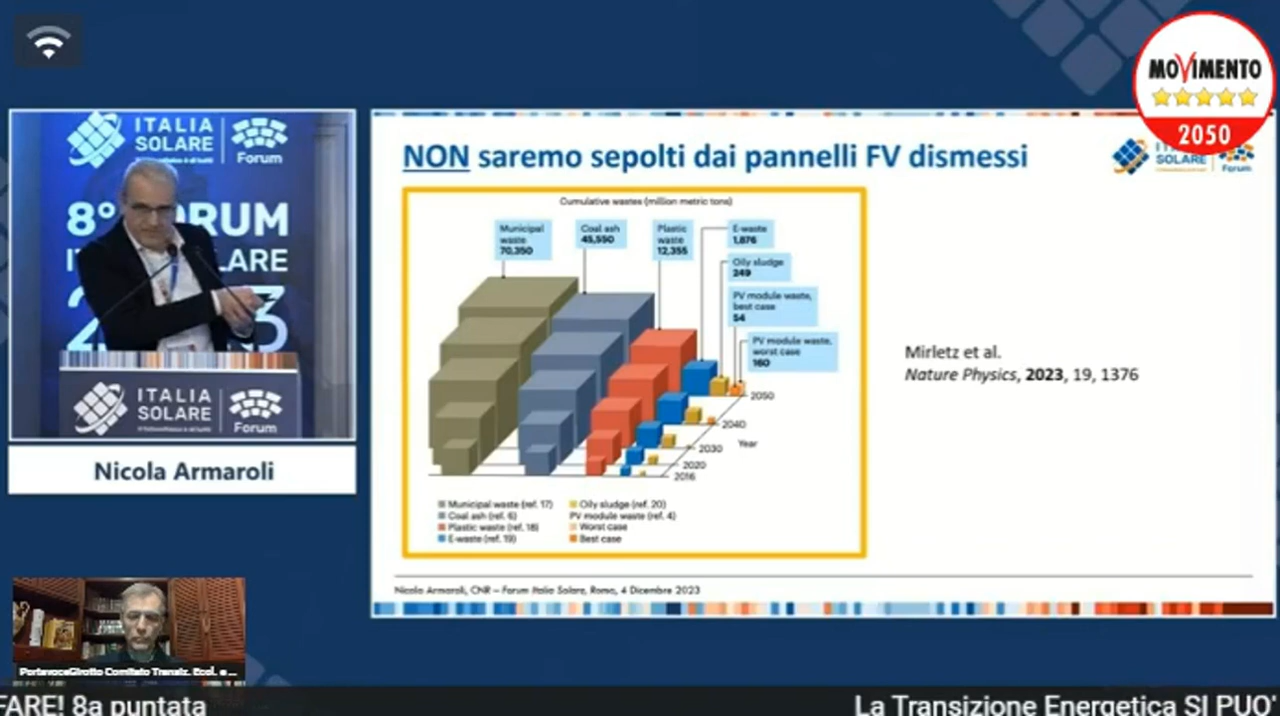 MOVIMENTO
2050
ITALIA
SOLARE
Forum
8° FORUM
2023
ITALIA
SOLARE
Forum
Nicola Armaroli
NON saremo sepolti dai pannelli FV dismessi
SOLARE
Forum
Cumulative wastes (million metric tons)
Municipal
waste
70,350
Coal ash
45,550
Plastic
waste
12,355
E-waste
1,876
Oily sludge
249
PV module waste,
best case
54
PV module waste,
worst case
160
2050
2040
2030
2020
2016
Year
Municipal waste (ref. 17)
Coal ash (ref. 6)
Plastic waste (ref. 18)
E-waste (ref. 19)
Oily sludge (ref. 20)
PV module waste (ref. 4)
Worst case
Best case
Mirletz et al.
Nature Physics, 2023, 19, 1376
Nicola Armaroli, CNR – Forum Italia Solare, Roma, 4 Dicembre 2023
PortavoceGirotto Comitato Transiz. Ecol. e ...
FARE! 8a puntata
La Transizione Energetica SI PUO'